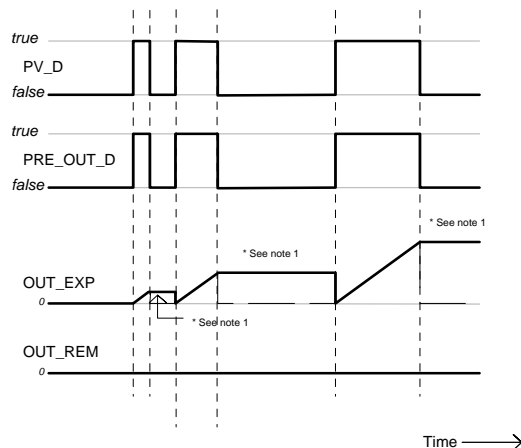 true
PV_D
false
true
PRE_OUT_D
false
* See note 1
* See note 1
OUT_EXP
0
* See note 1
OUT_REM
0
Time